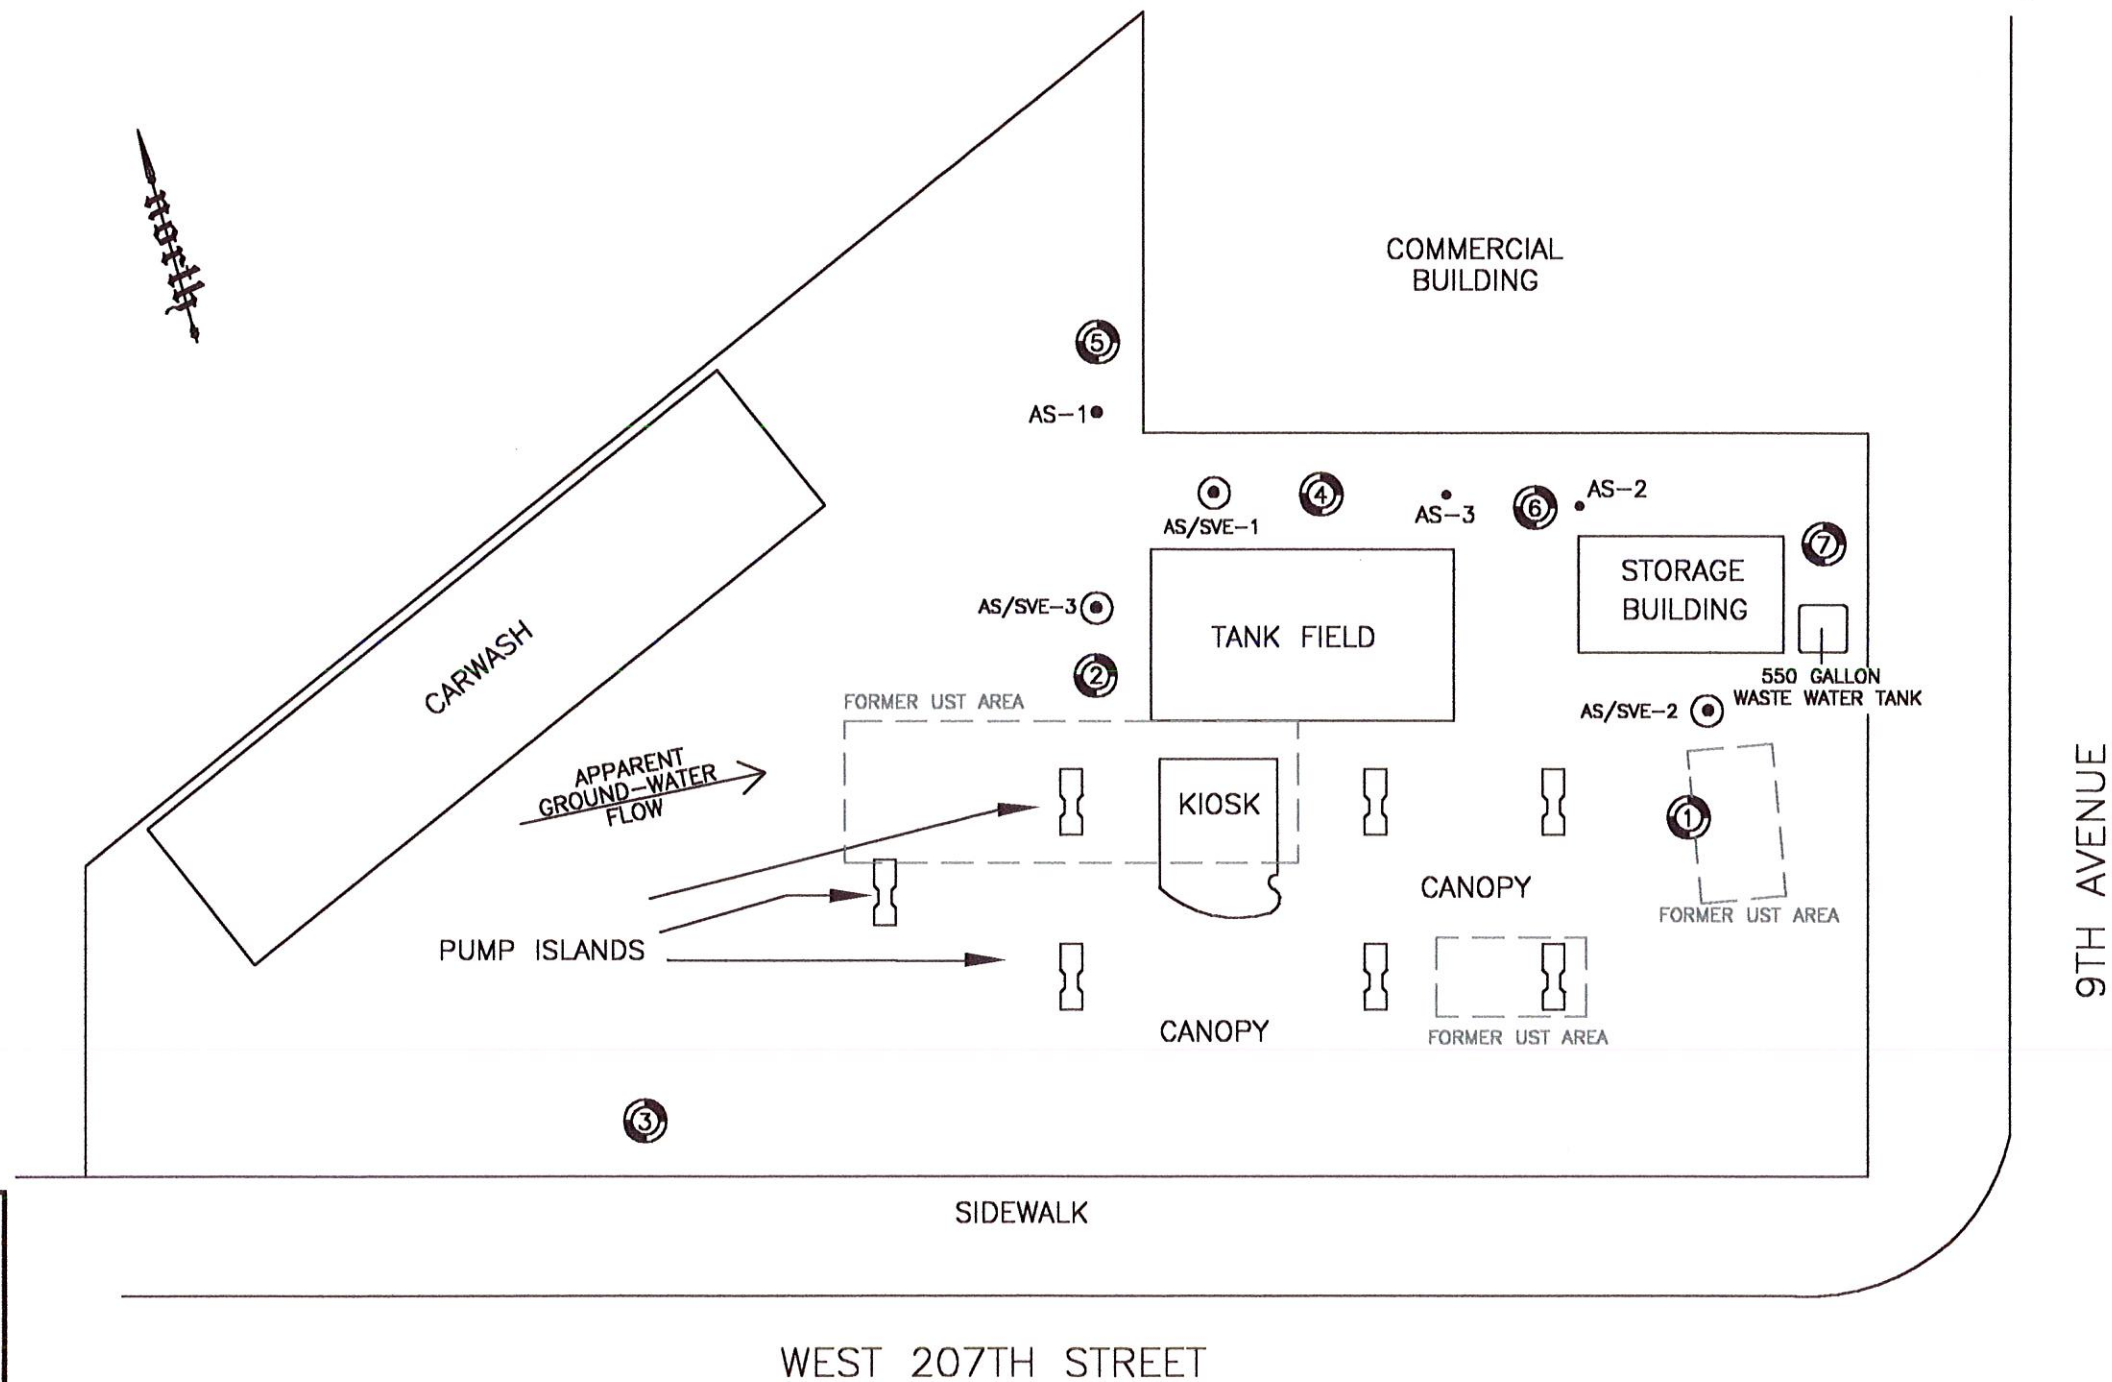 north
COMMERCIAL
BUILDING
5
AS-1
4
AS-3
6
AS-2
AS/SVE-1
7
STORAGE
BUILDING
AS/SVE-3
TANK FIELD
CARWASH
2
550 GALLON
WASTE WATER TANK
FORMER UST AREA
AS/SVE-2
APPARENT
GROUND-WATER
FLOW
KIOSK
1
CANOPY
FORMER UST AREA
PUMP ISLANDS
CANOPY
FORMER UST AREA
3
SIDEWALK
9TH AVENUE
WEST 207TH STREET